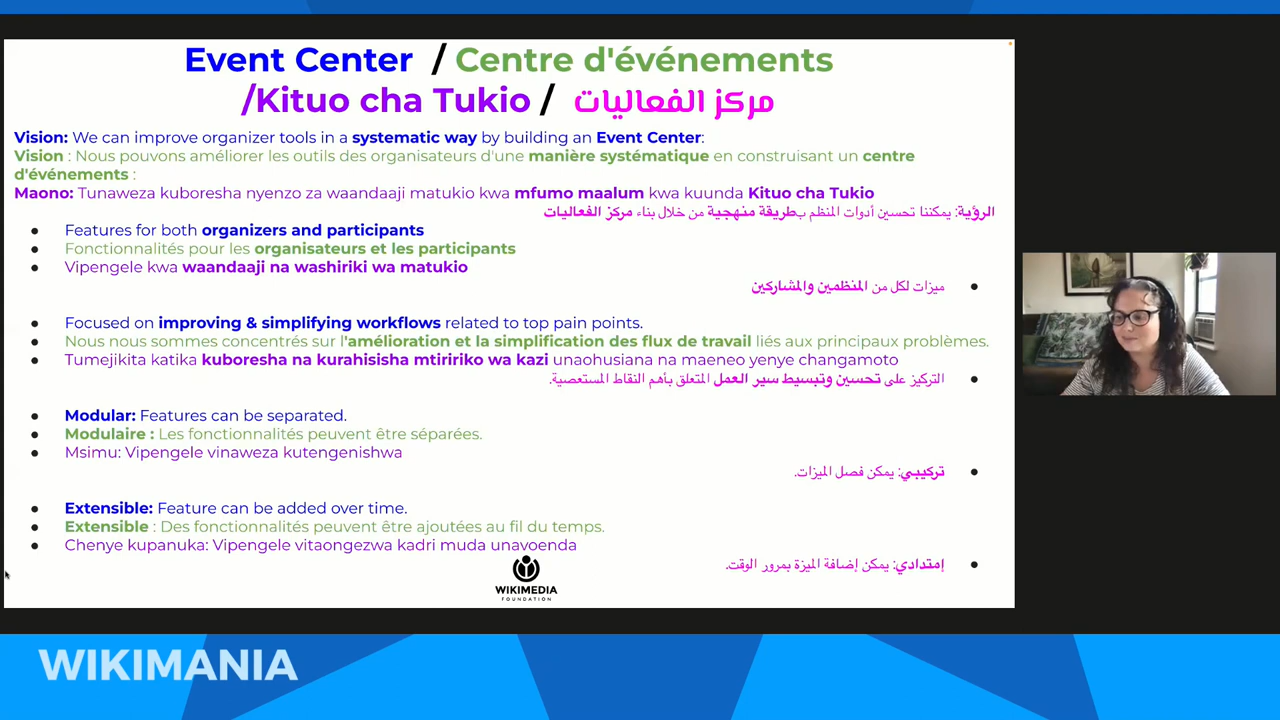 Event Center / Centre d'événements
/Kituo cha Tukio / مركز الفعاليات
Vision: We can improve organizer tools in a systematic way by building an Event Center:
Vision : Nous pouvons améliorer les outils des organisateurs d'une manière systématique en construisant un centre
d'événements :
Maono: Tunaweza kuboresha nyenzo za waandaaji matukio kwa mfumo maalum kwa kuunda Kituo cha Tukio
الرؤية: يمكننا تحسين أدوات المنظم بطريقة منهجية من خلال بناء مركز الفعاليات
● Features for both organizers and participants
● Fonctionnalités pour les organisateurs et les participants
● Vipengele kwa waandaaji na washiriki wa matukio
● ميزات لكل من المنظمين والمشاركين
● Focused on improving & simplifying workflows related to top pain points.
● Nous nous sommes concentrés sur l'amélioration et la simplification des flux de travail liés aux principaux problèmes.
● Tumejikita katika kuboresha na kurahisisha mtiririko wa kazi unaohusiana na maeneo yenye changamoto
● التركيز على تحسين وتبسيط سير العمل المتعلق بأهم النقاط المستعصية.
● Modular: Features can be separated.
● Modulaire : Les fonctionnalités peuvent être séparées.
● Msimu: Vipengele vinaweza kutengenishwa
● تركيبي: يمكن فصل الميزات.
● Extensible: Feature can be added over time.
● Extensible : Des fonctionnalités peuvent être ajoutées au fil du temps.
● Chenye kupanuka: Vipengele vitaongezwa kadri muda unavoenda
● إمتدادي: يمكن إضافة الميزة بمرور الوقت.
WIKIMEDIA
FOUNDATION
WIKIMANIA